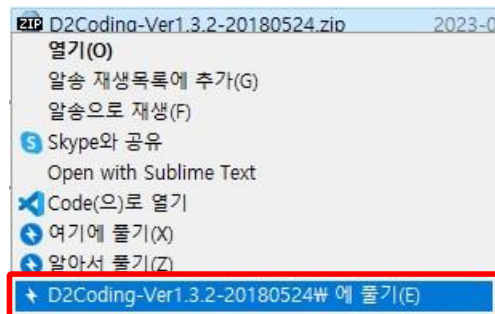 ZIP D2Coding-Ver1.3.2-20180524.zip 2023-0
열기(O)
알송 재생목록에 추가(G)
알송으로 재생(F)
Skype와 공유
Open with Sublime Text
Code(으)로 열기
여기에 풀기(X)
알아서 풀기(Z)
D2Coding-Ver1.3.2-20180524₩ 에 풀기(E)